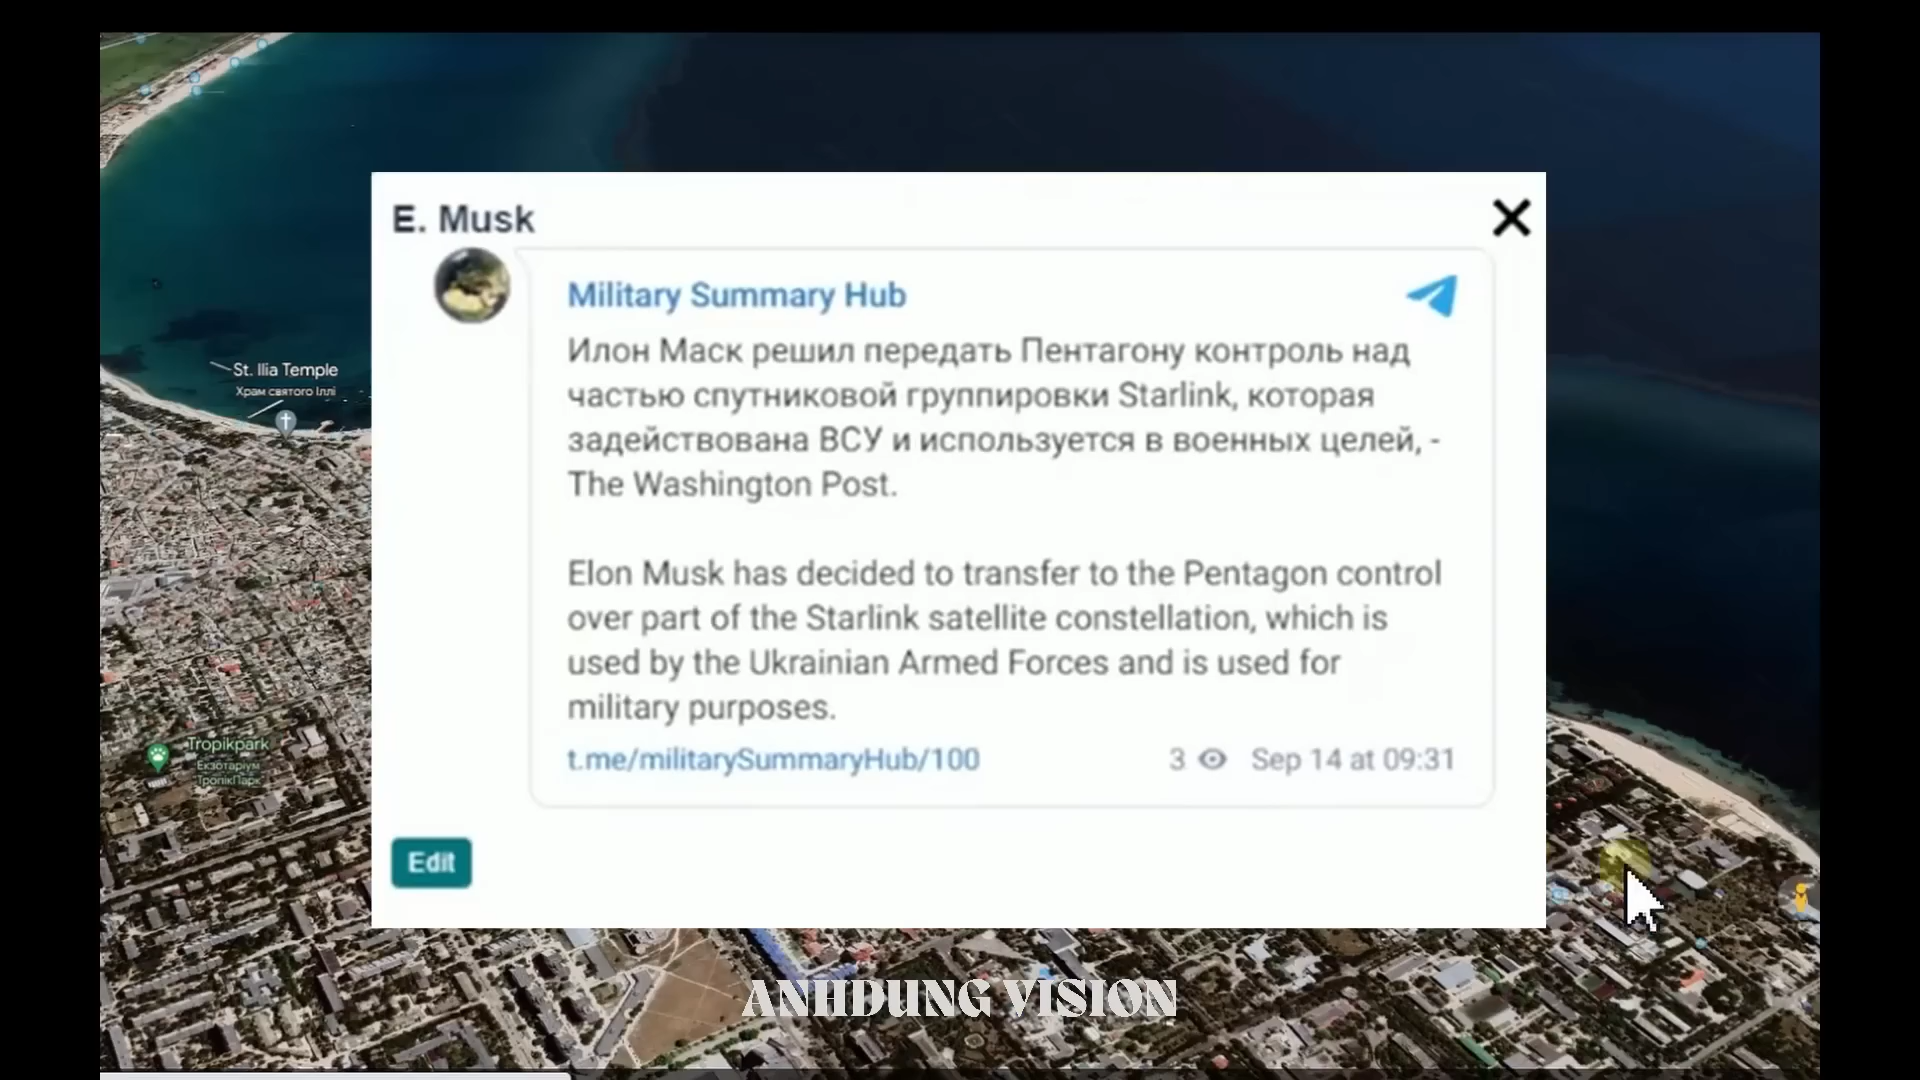 E. Musk
Military Summary Hub
Илон Маск решил передать Пентагону контроль над
частью спутниковой группировки Starlink, которая
задействована ВСУ и используется в военных целей, -
The Washington Post.
Elon Musk has decided to transfer to the Pentagon control
over part of the Starlink satellite constellation, which is
used by the Ukrainian Armed Forces and is used for
military purposes.
t.me/militarySummaryHub/100 3 Sep 14 at 09:31
Edit
St. Ilia Temple
Храм святого Іллі
Tropikpark
Екзотаріум
ТропікПарк
ANHDUNG VISION